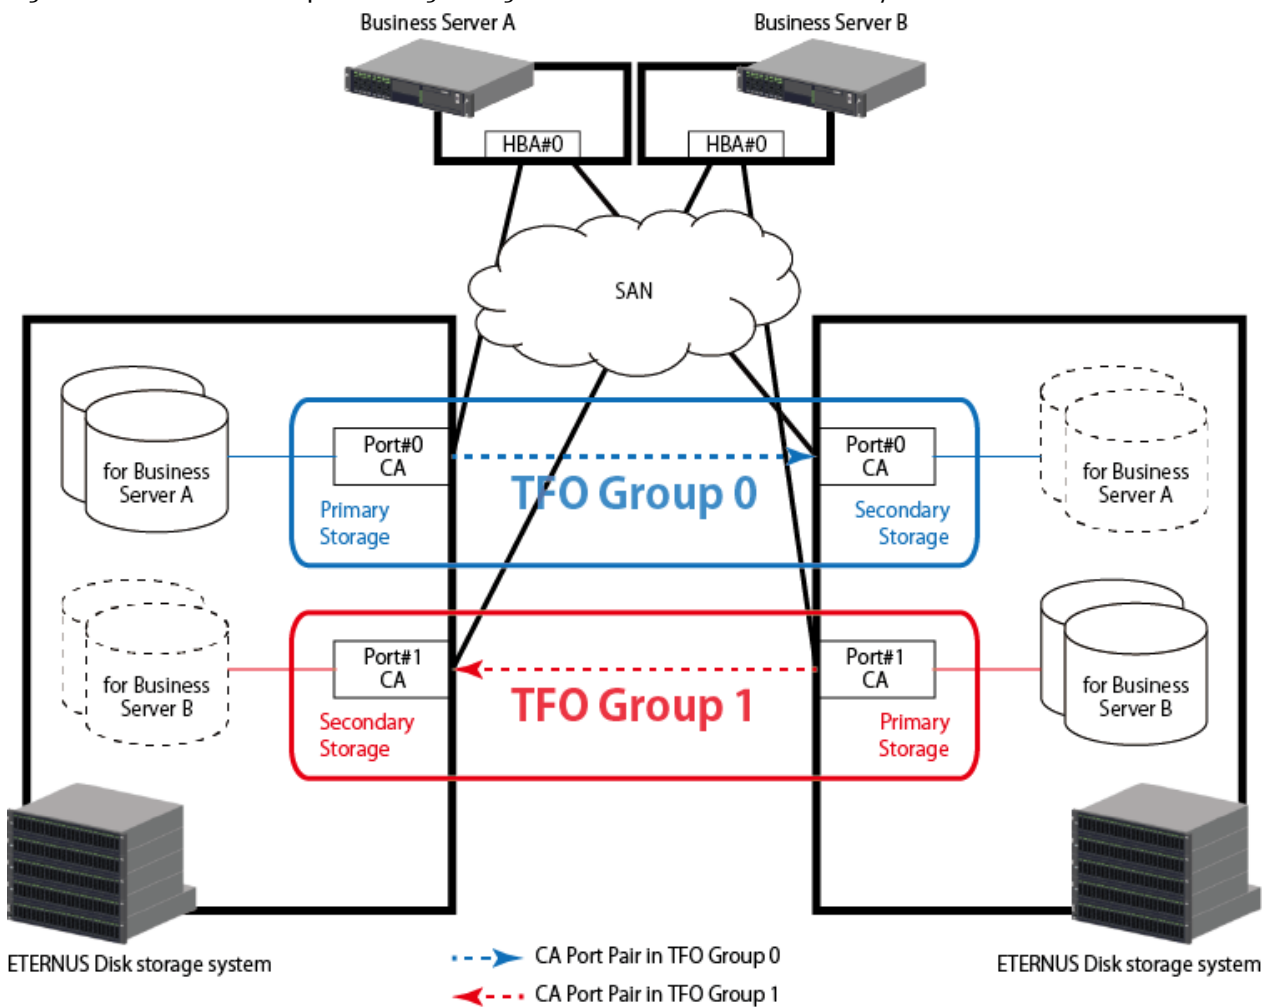 Business Server A
Business Server B
HBA#0
HBA#0
SAN
for Business
Server A
Port#0
CA
Primary
Storage
TFO Group 0
Port#0
CA
Secondary
Storage
for Business
Server A
for Business
Server B
Port#1
CA
Secondary
Storage
TFO Group 1
Port#1
CA
Primary
Storage
for Business
Server B
ETERNUS Disk storage system
CA Port Pair in TFO Group 0
CA Port Pair in TFO Group 1
ETERNUS Disk storage system